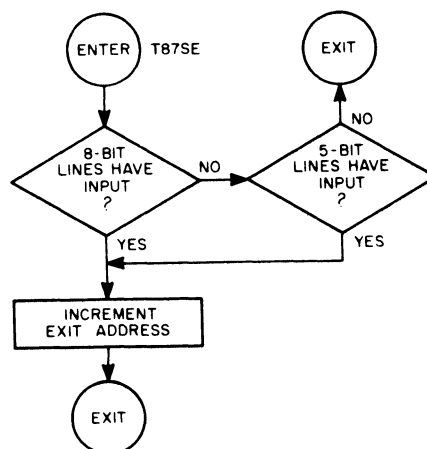 ENTER T87SE
EXIT
8-BIT
LINES HAVE
INPUT
?
NO
5-BIT
LINES HAVE
INPUT
?
NO
YES
YES
INCREMENT
EXIT ADDRESS
EXIT